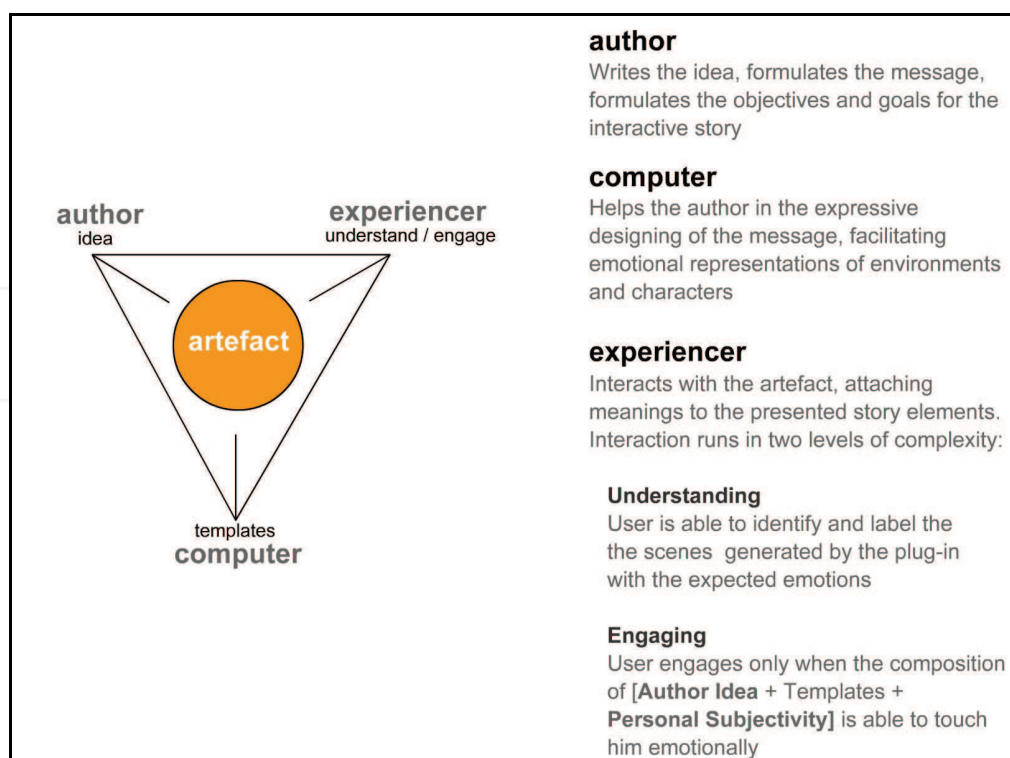 author
idea
experiencer
understand / engage
artefact
templates
computer
author
Writes the idea, formulates the message,
formulates the objectives and goals for the
interactive story
computer
Helps the author in the expressive
designing of the message, facilitating
emotional representations of environments
and characters
experiencer
Interacts with the artefact, attaching
meanings to the presented story elements.
Interaction runs in two levels of complexity:
Understanding
User is able to identify and label the
the scenes generated by the plug-in
with the expected emotions
Engaging
User engages only when the composition
of [Author Idea + Templates +
Personal Subjectivity] is able to touch
him emotionally